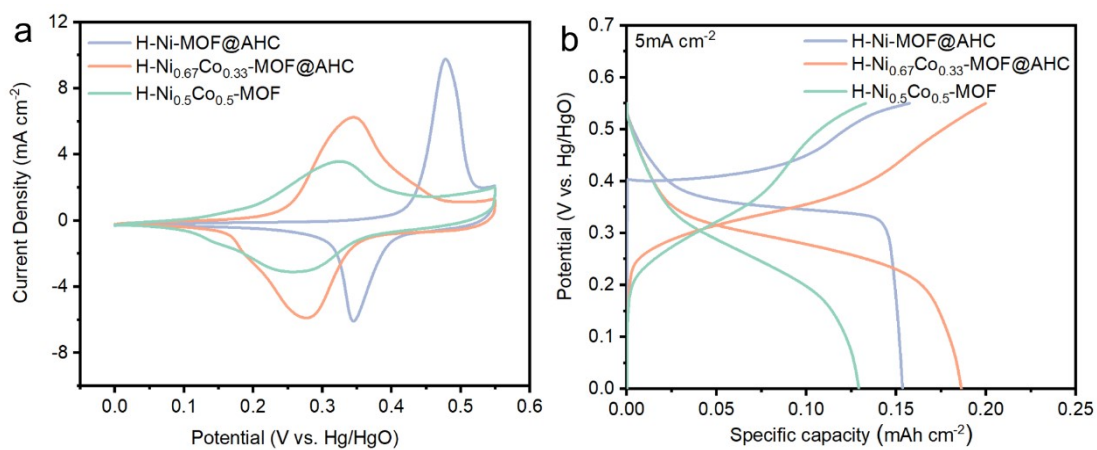 a
12
8
4
0
-4
-8
0.0 0.1 0.2 0.3 0.4 0.5 0.6
Current Density (mA cm⁻²)
Potential (V vs. Hg/HgO)
H-Ni-MOF@AHC
H-Ni₀.₆₇Co₀.₃₃-MOF@AHC
H-Ni₀.₅Co₀.₅-MOF
b
5mA cm⁻²
0.7
0.6
0.5
0.4
0.3
0.2
0.1
0.0
0.00 0.05 0.10 0.15 0.20 0.25
Potential (V vs. Hg/HgO)
Specific capacity (mAh cm⁻²)
H-Ni-MOF@AHC
H-Ni₀.₆₇Co₀.₃₃-MOF@AHC
H-Ni₀.₅Co₀.₅-MOF